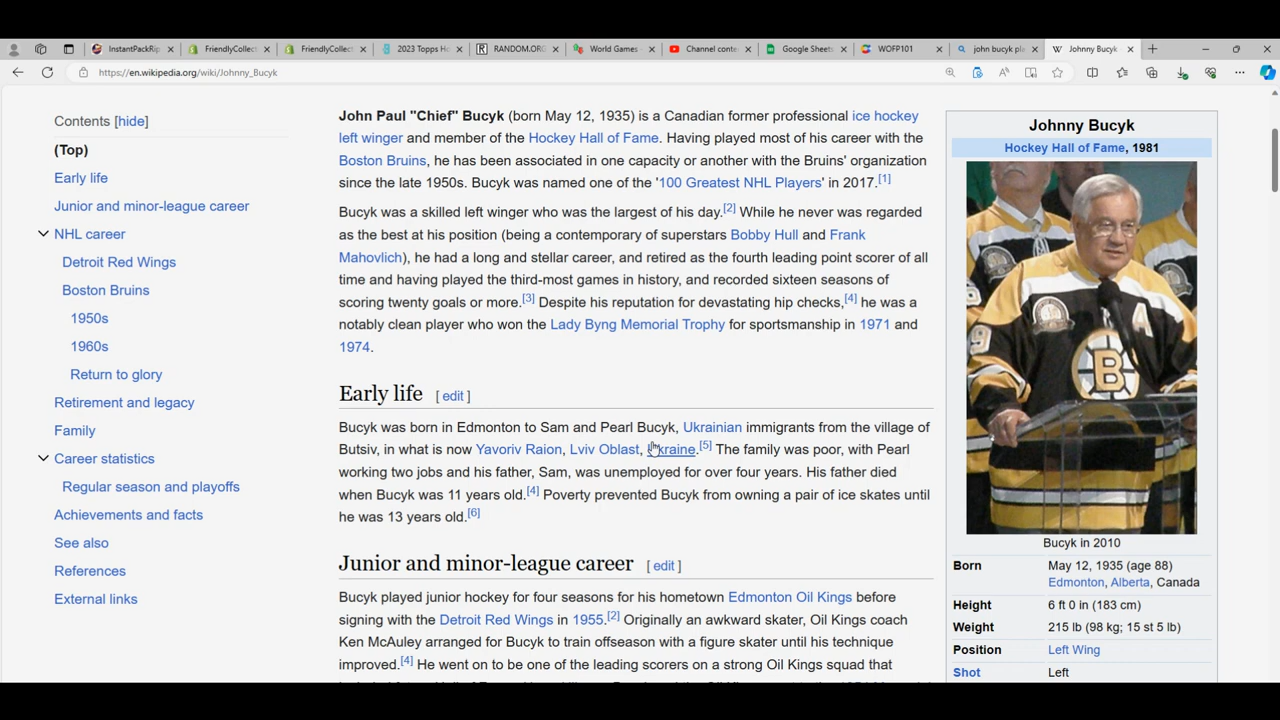 InstantPackRip
FriendlyCollect
FriendlyCollect
2023 Topps Ho
RANDOM.ORG
World Games -
Channel conte
Google Sheets
WOFP101
john bucyk pla
Johnny Bucyk
https://en.wikipedia.org/wiki/Johnny_Bucyk
Contents [hide]
(Top)
Early life
Junior and minor-league career
NHL career
Detroit Red Wings
Boston Bruins
1950s
1960s
Return to glory
Retirement and legacy
Family
Career statistics
Regular season and playoffs
Achievements and facts
See also
References
External links
John Paul "Chief" Bucyk (born May 12, 1935) is a Canadian former professional ice hockey
left winger and member of the Hockey Hall of Fame. Having played most of his career with the
Boston Bruins, he has been associated in one capacity or another with the Bruins' organization
since the late 1950s. Bucyk was named one of the '100 Greatest NHL Players' in 2017.[1]
Bucyk was a skilled left winger who was the largest of his day.[2] While he never was regarded
as the best at his position (being a contemporary of superstars Bobby Hull and Frank
Mahovlich), he had a long and stellar career, and retired as the fourth leading point scorer of all
time and having played the third-most games in history, and recorded sixteen seasons of
scoring twenty goals or more.[3] Despite his reputation for devastating hip checks,[4] he was a
notably clean player who won the Lady Byng Memorial Trophy for sportsmanship in 1971 and
1974.
Early life [ edit ]
Bucyk was born in Edmonton to Sam and Pearl Bucyk, Ukrainian immigrants from the village of
Butsiv, in what is now Yavoriv Raion, Lviv Oblast, Ukraine.[5] The family was poor, with Pearl
working two jobs and his father, Sam, was unemployed for over four years. His father died
when Bucyk was 11 years old.[4] Poverty prevented Bucyk from owning a pair of ice skates until
he was 13 years old.[6]
Junior and minor-league career [ edit ]
Bucyk played junior hockey for four seasons for his hometown Edmonton Oil Kings before
signing with the Detroit Red Wings in 1955.[2] Originally an awkward skater, Oil Kings coach
Ken McAuley arranged for Bucyk to train offseason with a figure skater until his technique
improved.[4] He went on to be one of the leading scorers on a strong Oil Kings squad that
Johnny Bucyk
Hockey Hall of Fame, 1981
A
9
B
Bucyk in 2010
Born May 12, 1935 (age 88)
Edmonton, Alberta, Canada
Height 6 ft 0 in (183 cm)
Weight 215 lb (98 kg; 15 st 5 lb)
Position Left Wing
Shot Left